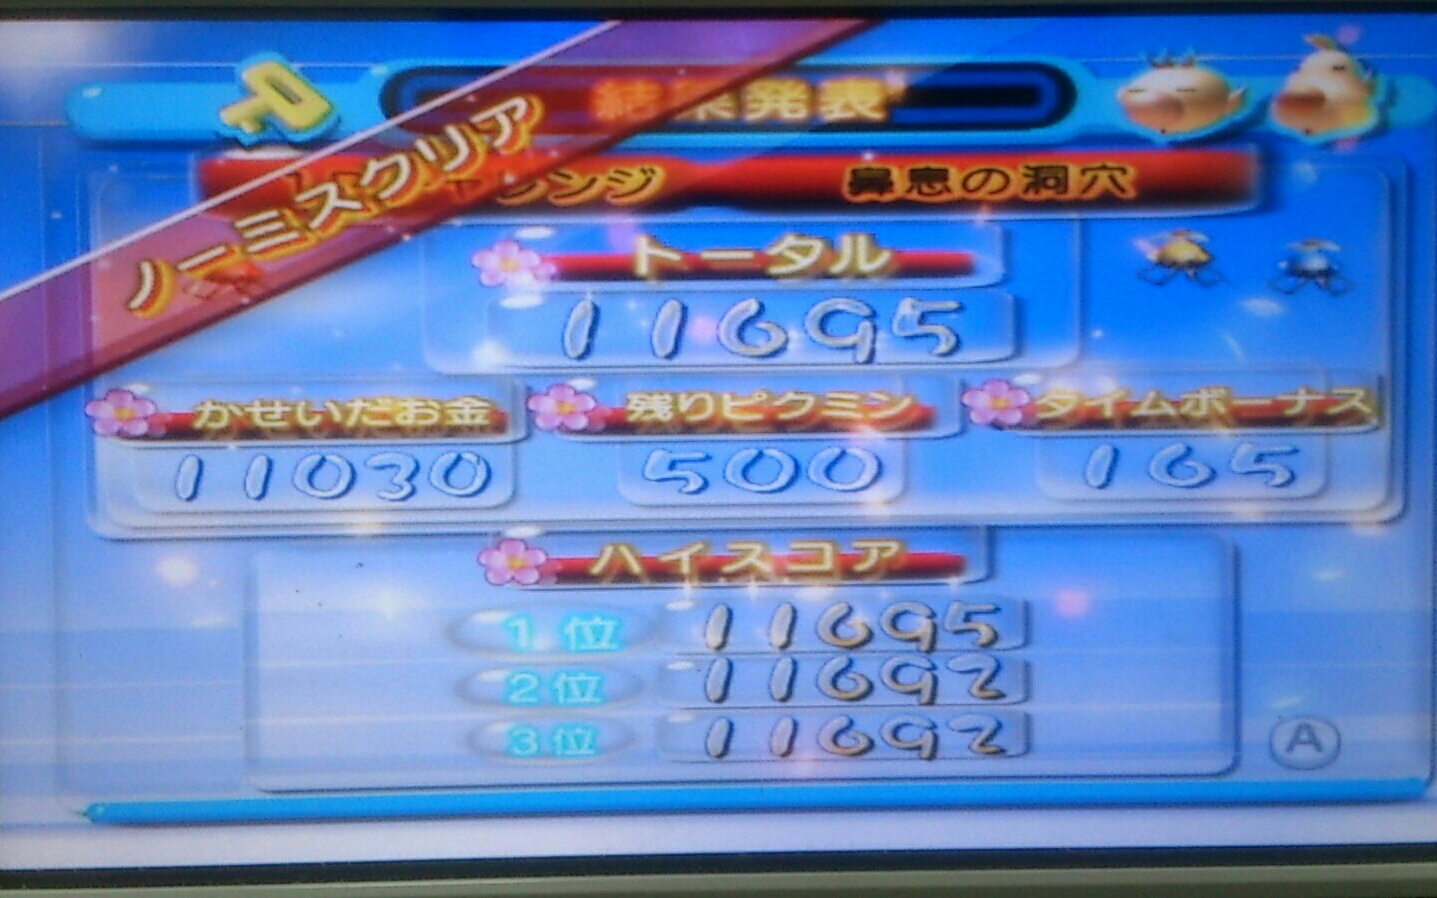 結果発表
ノーミスクリア
鼻息の洞穴
トータル
11695
かせいだお金 残りピクミン タイムボーナス
11030 500 165
ハイスコア
1位 11695
2位 11692
3位 11692
A